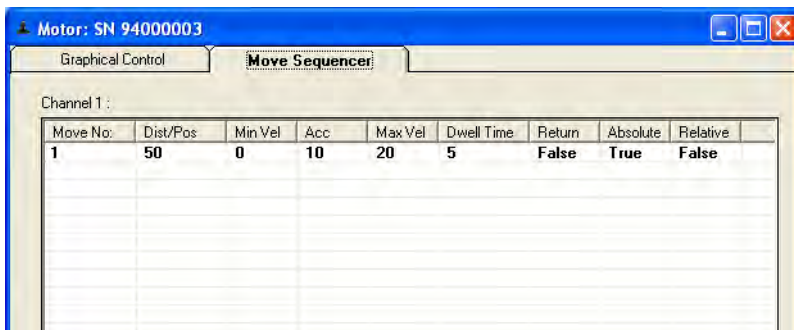 Motor: SN 94000003
Graphical Control Move Sequencer
Channel 1 :
Move No: Dist/Pos Min Vel Acc Max Vel Dwell Time Return Absolute Relative
1 50 0 10 20 5 False True False